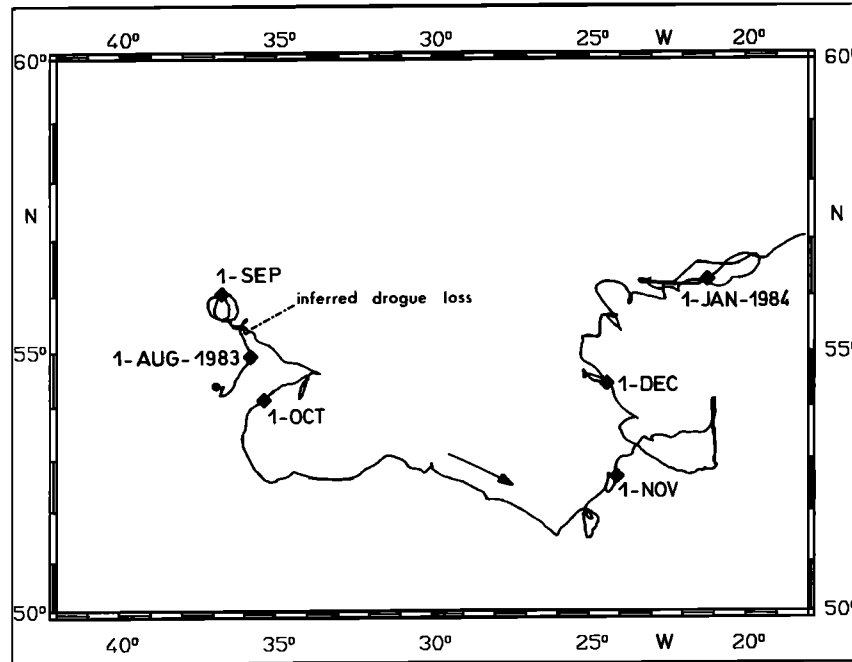 40° 35° 30° 25° W 20°
60° 60°
N N
1-SEP
inferred drogue loss
1-JAN-1984
55° 1-AUG-1983 55°
1-DEC
1-OCT
1-NOV
50° 50°
40° 35° 30° 25° W 20°